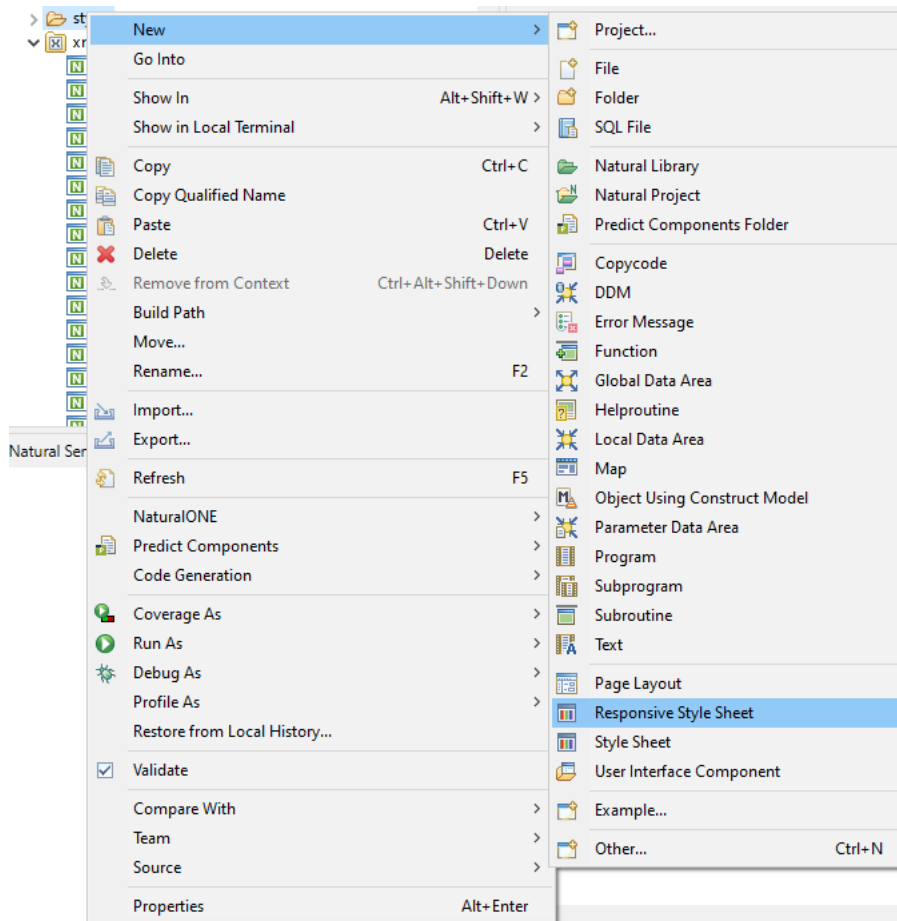 st
xr
Natural Ser
New
Go Into
Show In Alt+Shift+W >
Show in Local Terminal
Copy Ctrl+C
Copy Qualified Name
Paste Ctrl+V
Delete Delete
Remove from Context Ctrl+Alt+Shift+Down
Build Path
Move...
Rename... F2
Import...
Export...
Refresh F5
NaturalONE
Predict Components
Code Generation
Coverage As
Run As
Debug As
Profile As
Restore from Local History...
Validate
Compare With
Team
Source
Properties Alt+Enter
Project...
File
Folder
SQL File
Natural Library
Natural Project
Predict Components Folder
Copycode
DDM
Error Message
Function
Global Data Area
Helproutine
Local Data Area
Map
Object Using Construct Model
Parameter Data Area
Program
Subprogram
Subroutine
Text
Page Layout
Responsive Style Sheet
Style Sheet
User Interface Component
Example...
Other... Ctrl+N